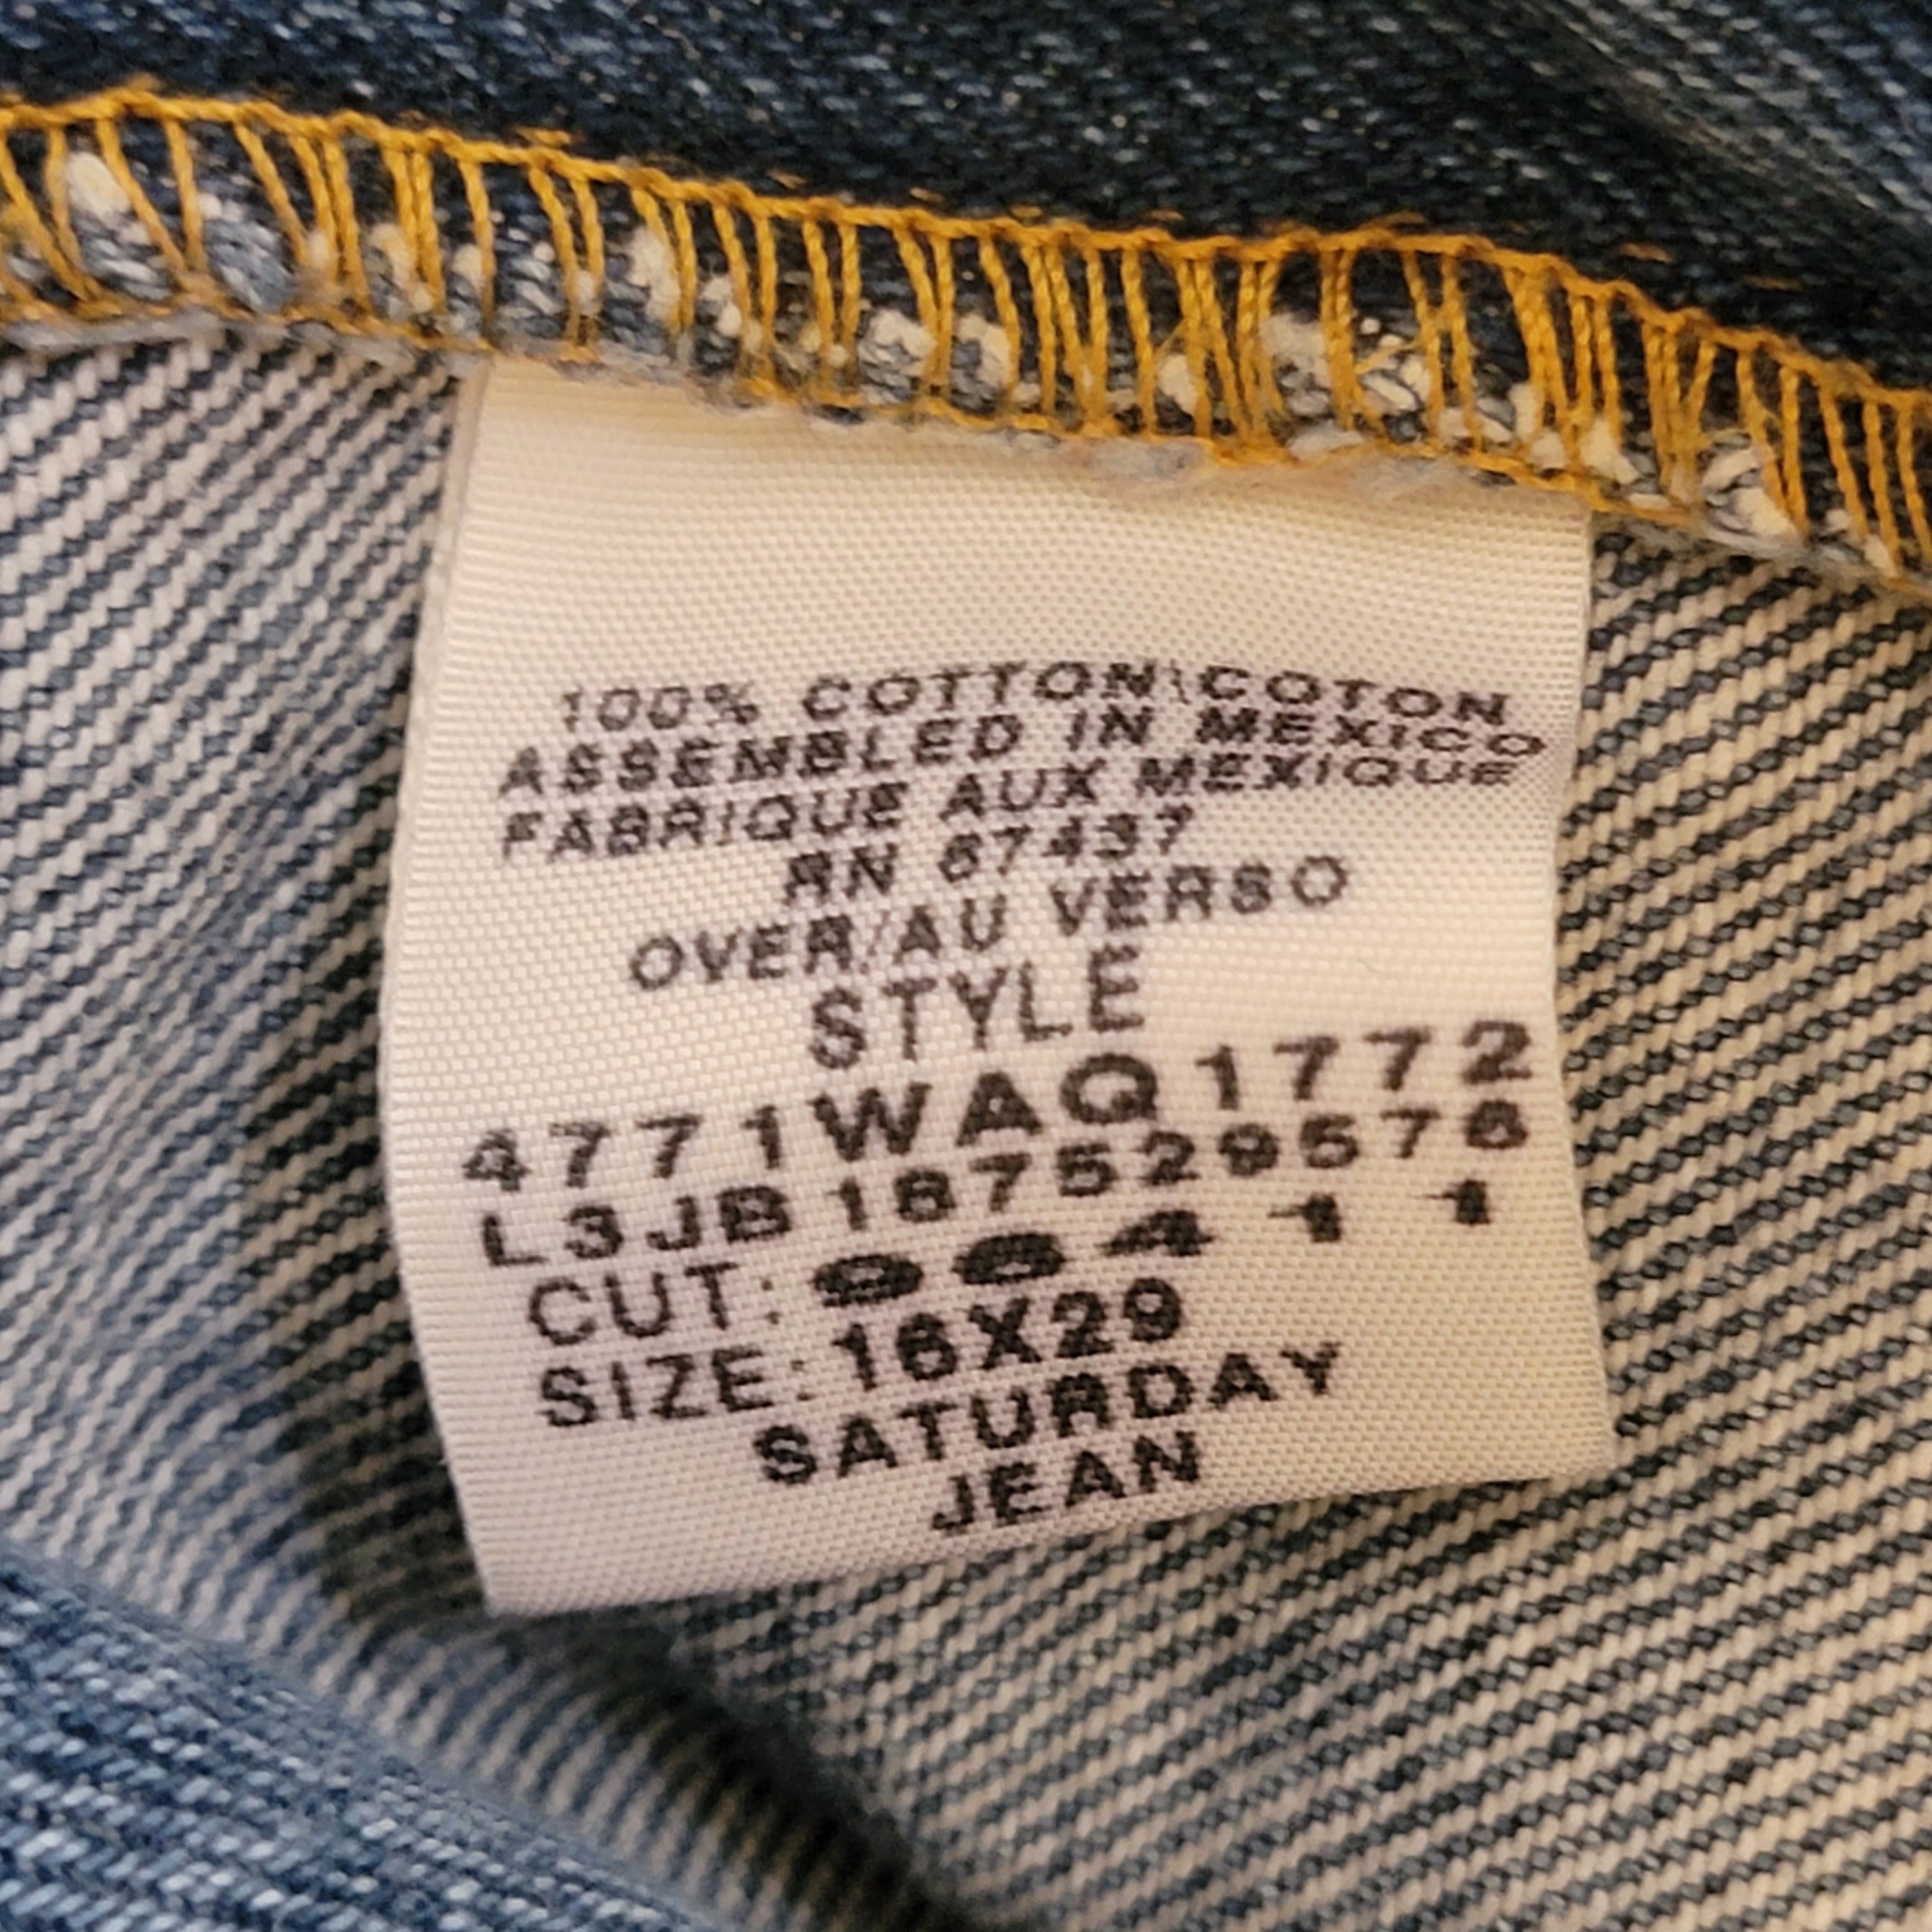 100% COTTON\COTON
ASSEMBLED IN MEXICO
FABRIQUE AUX MEXIQUE
RN 67437
OVER/AU VERSO
STYLE
4771WAQ1772
L3JB
CUT:
SIZE:16X29
SATURDAY
JEAN